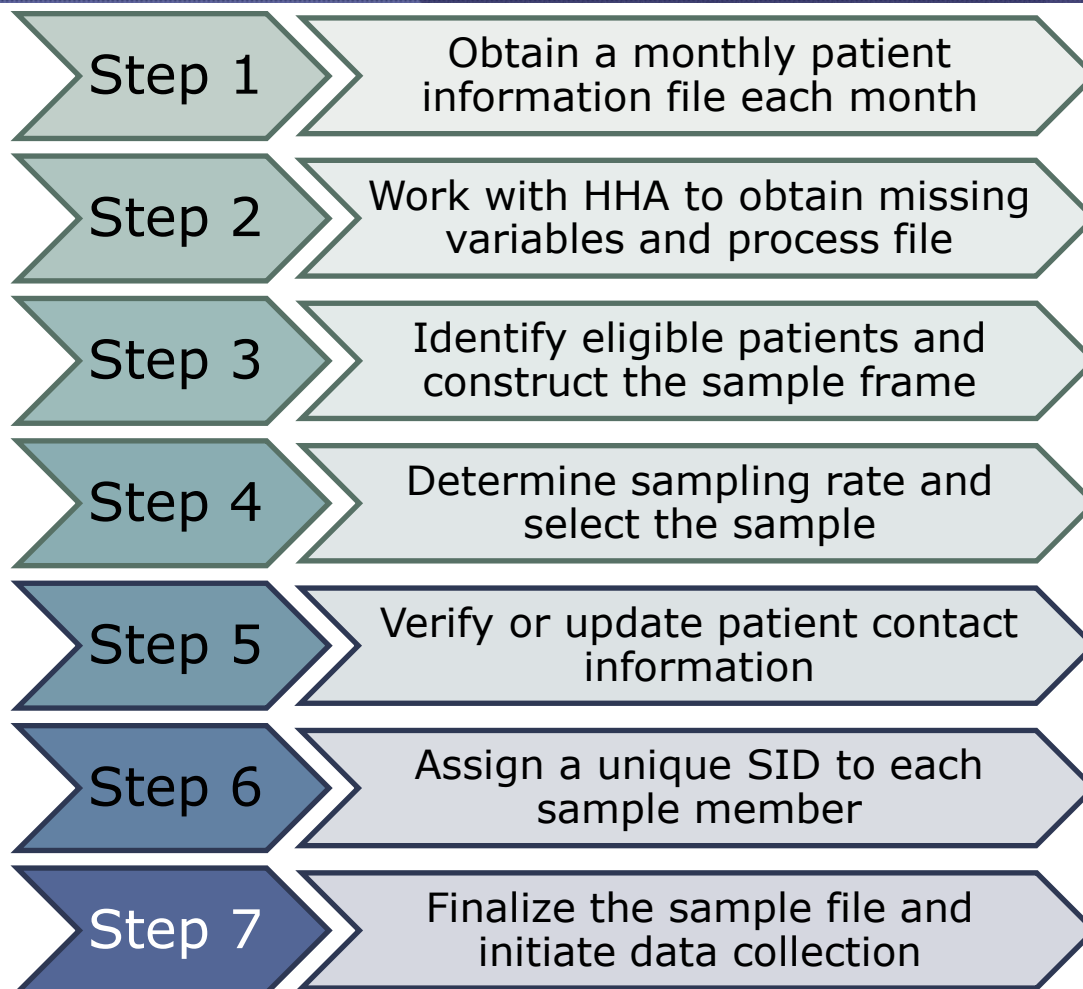 Step 1
Obtain a monthly patient
information file each month
Step 2
Work with HHA to obtain missing
variables and process file
Step 3
Identify eligible patients and
construct the sample frame
Step 4
Determine sampling rate and
select the sample
Step 5
Verify or update patient contact
information
Step 6
Assign a unique SID to each
sample member
Step 7
Finalize the sample file and
initiate data collection